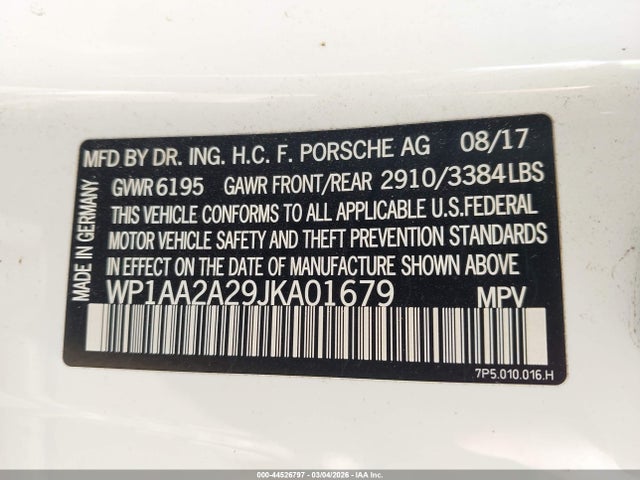 MFD BY DR. ING. H.C. F. PORSCHE AG 08/17
GVWR 6195 GAWR FRONT/REAR 2910/3384 LBS
THIS VEHICLE CONFORMS TO ALL APPLICABLE U.S.FEDERAL
MOTOR VEHICLE SAFETY AND THEFT PREVENTION STANDARDS
IN EFFECT ON THE DATE OF MANUFACTURE SHOWN ABOVE
WP1AA2A29JKA01679 MPV
7P5.010.016.H
MADE IN GERMANY
000-44526797 - 03/04/2026 - IAA Inc.